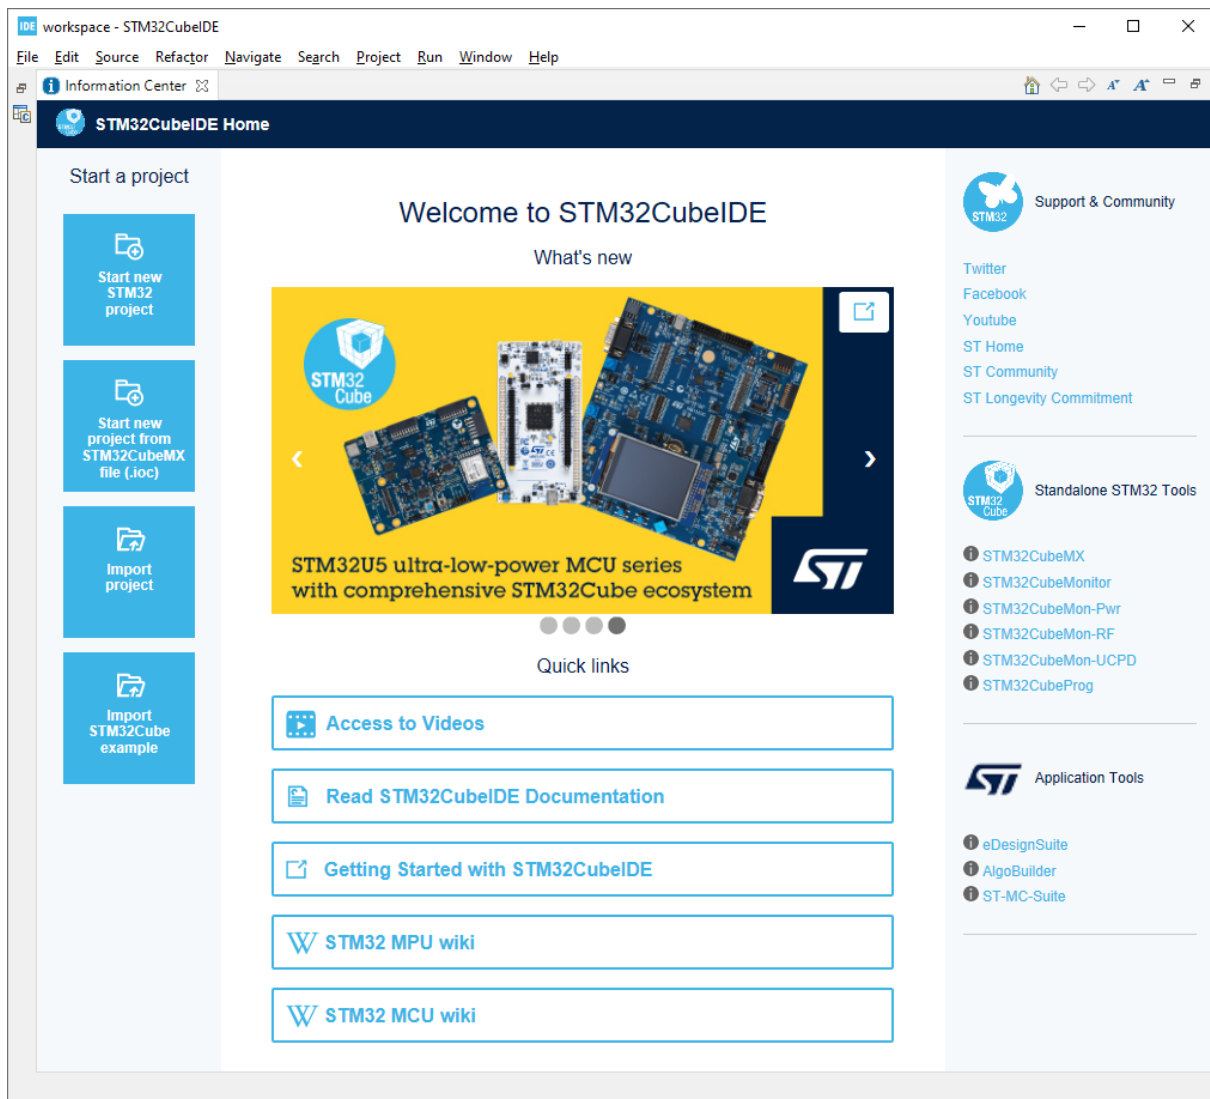 IDE workspace - STM32CubeIDE
File Edit Source Refactor Navigate Search Project Run Window Help
Information Center
STM32CubeIDE Home
Start a project
Start new
STM32
project
Start new
project from
STM32CubeMX
file (.ioc)
Import
project
Import
STM32Cube
example
Welcome to STM32CubeIDE
What's new
STM32
Cube
STM32U5 ultra-low-power MCU series
with comprehensive STM32Cube ecosystem
ST
Quick links
Access to Videos
Read STM32CubeIDE Documentation
Getting Started with STM32CubeIDE
W STM32 MPU wiki
W STM32 MCU wiki
STM32
Support & Community
Twitter
Facebook
Youtube
ST Home
ST Community
ST Longevity Commitment
STM32
Cube
Standalone STM32 Tools
STM32CubeMX
STM32CubeMonitor
STM32CubeMon-Pwr
STM32CubeMon-RF
STM32CubeMon-UCPD
STM32CubeProg
ST
Application Tools
eDesignSuite
AlgoBuilder
ST-MC-Suite